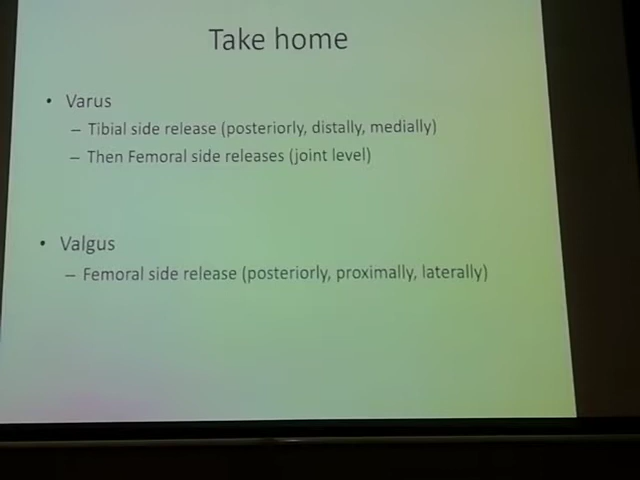 Take home
• Varus
– Tibial side release (posteriorly, distally, medially)
– Then Femoral side releases (joint level)
• Valgus
– Femoral side release (posteriorly, proximally, laterally)